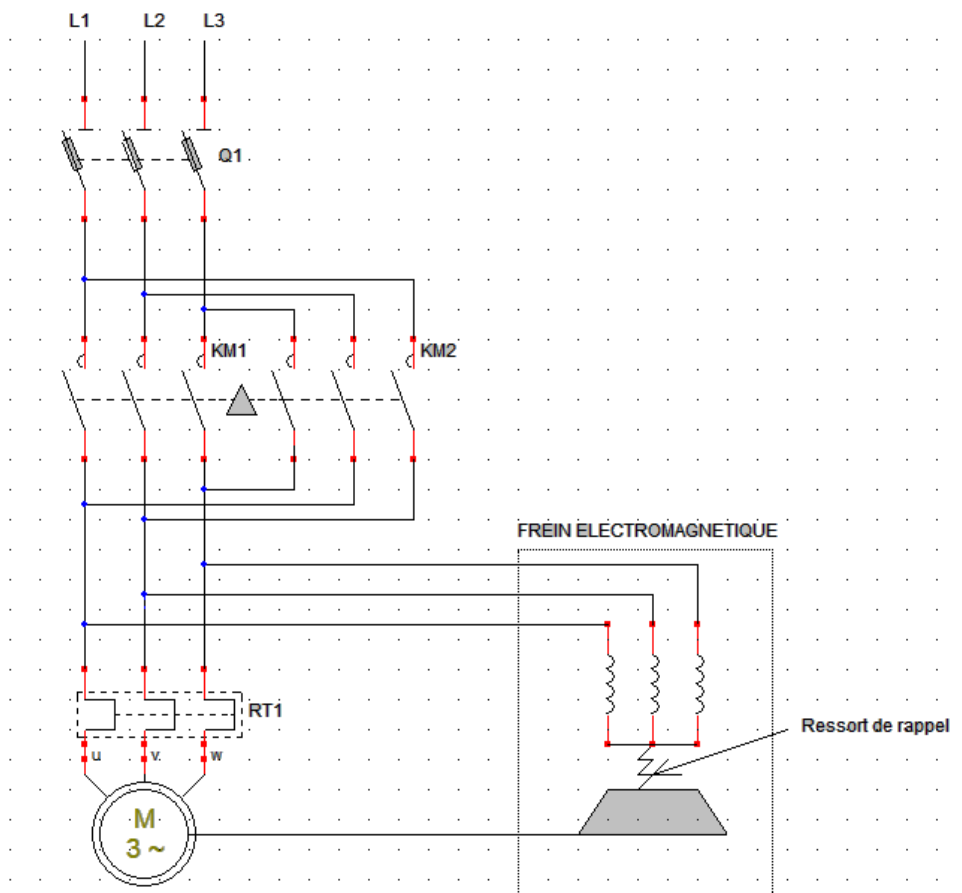 L1 L2 L3
Q1
KM1 KM2
FREIN ELECTROMAGNETIQUE
RT1
Ressort de rappel
u v. w
M
3 ~